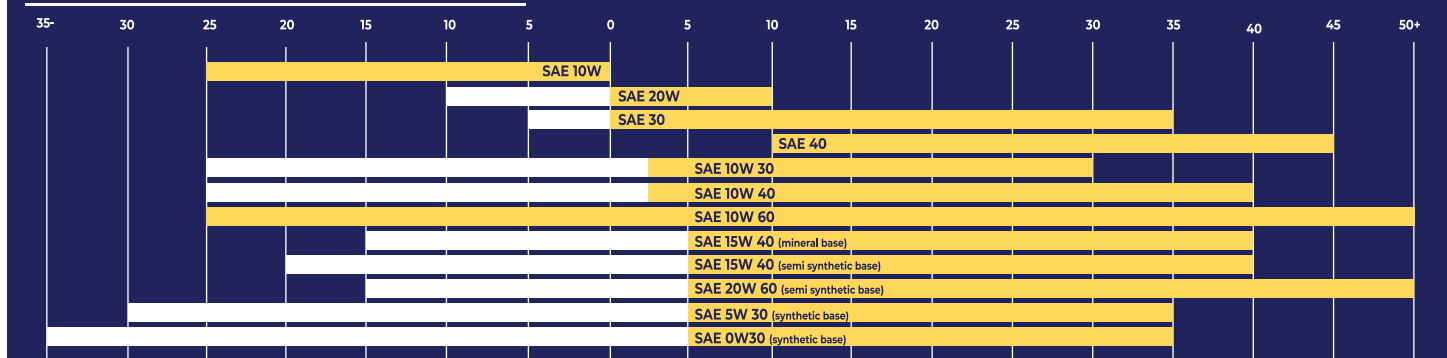 35- 30 25 20 15 10 5 0 5 10 15 20 25 30 35 40 45 50+
SAE 10W
SAE 20W
SAE 30
SAE 40
SAE 10W 30
SAE 10W 40
SAE 10W 60
SAE 15W 40 (mineral base)
SAE 15W 40 (semi synthetic base)
SAE 20W 60 (semi synthetic base)
SAE 5W 30 (synthetic base)
SAE 0W30 (synthetic base)